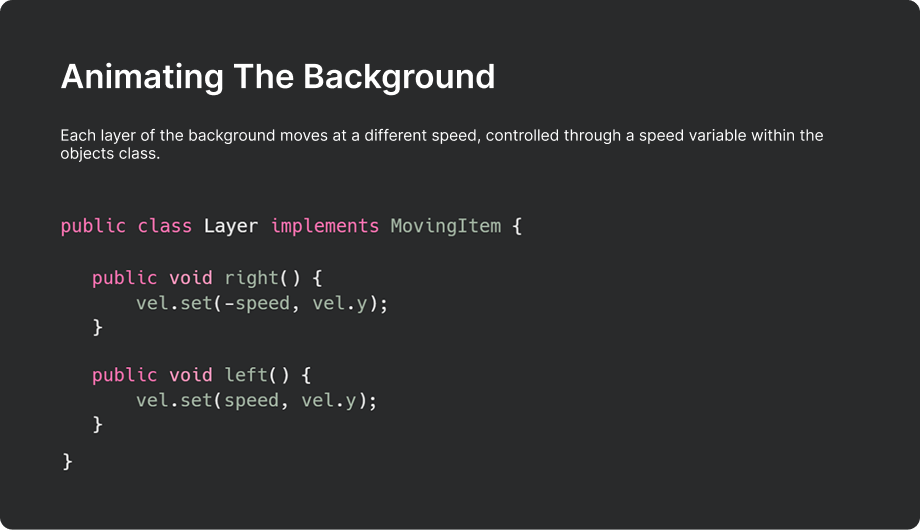 Animating The Background
Each layer of the background moves at a different speed, controlled through a speed variable within the
objects class.
public class Layer implements MovingItem {
public void right() {
vel.set(-speed, vel.y);
}
public void left() {
vel.set(speed, vel.y);
}
}